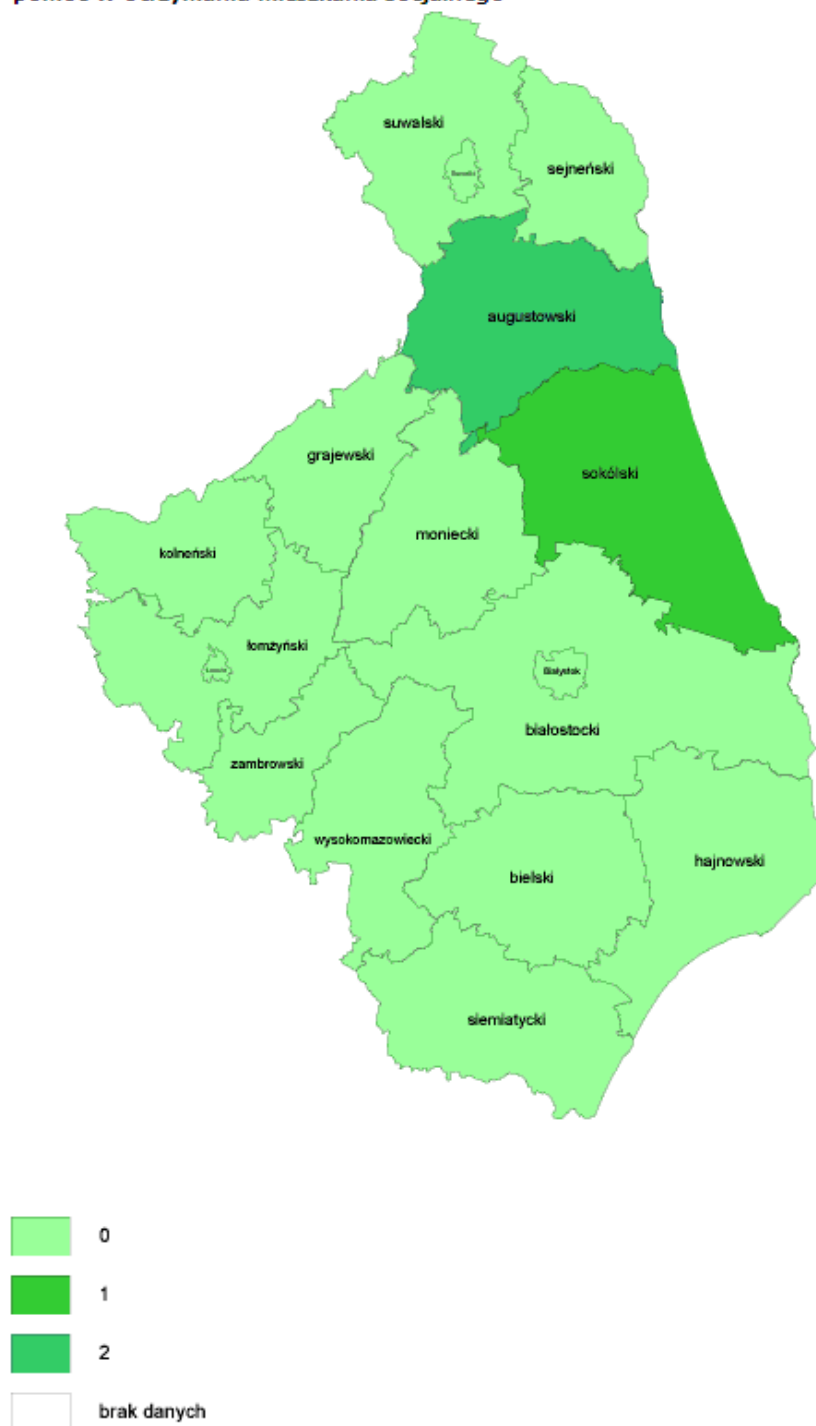 suwalski
sejneński
augustowski
grajewski
sokólski
moniecki
kolneński
łomżyński
Białystok
białostocki
zambrowski
wysokomazowiecki
hajnowski
bielski
siemiatycki
0
1
2
brak danych